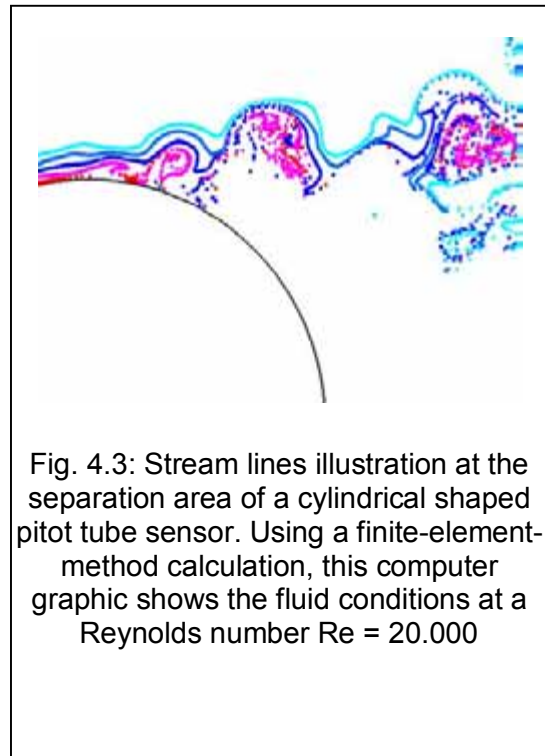 Fig. 4.3: Stream lines illustration at the
separation area of a cylindrical shaped
pitot tube sensor. Using a finite-element-
method calculation, this computer
graphic shows the fluid conditions at a
Reynolds number Re = 20.000